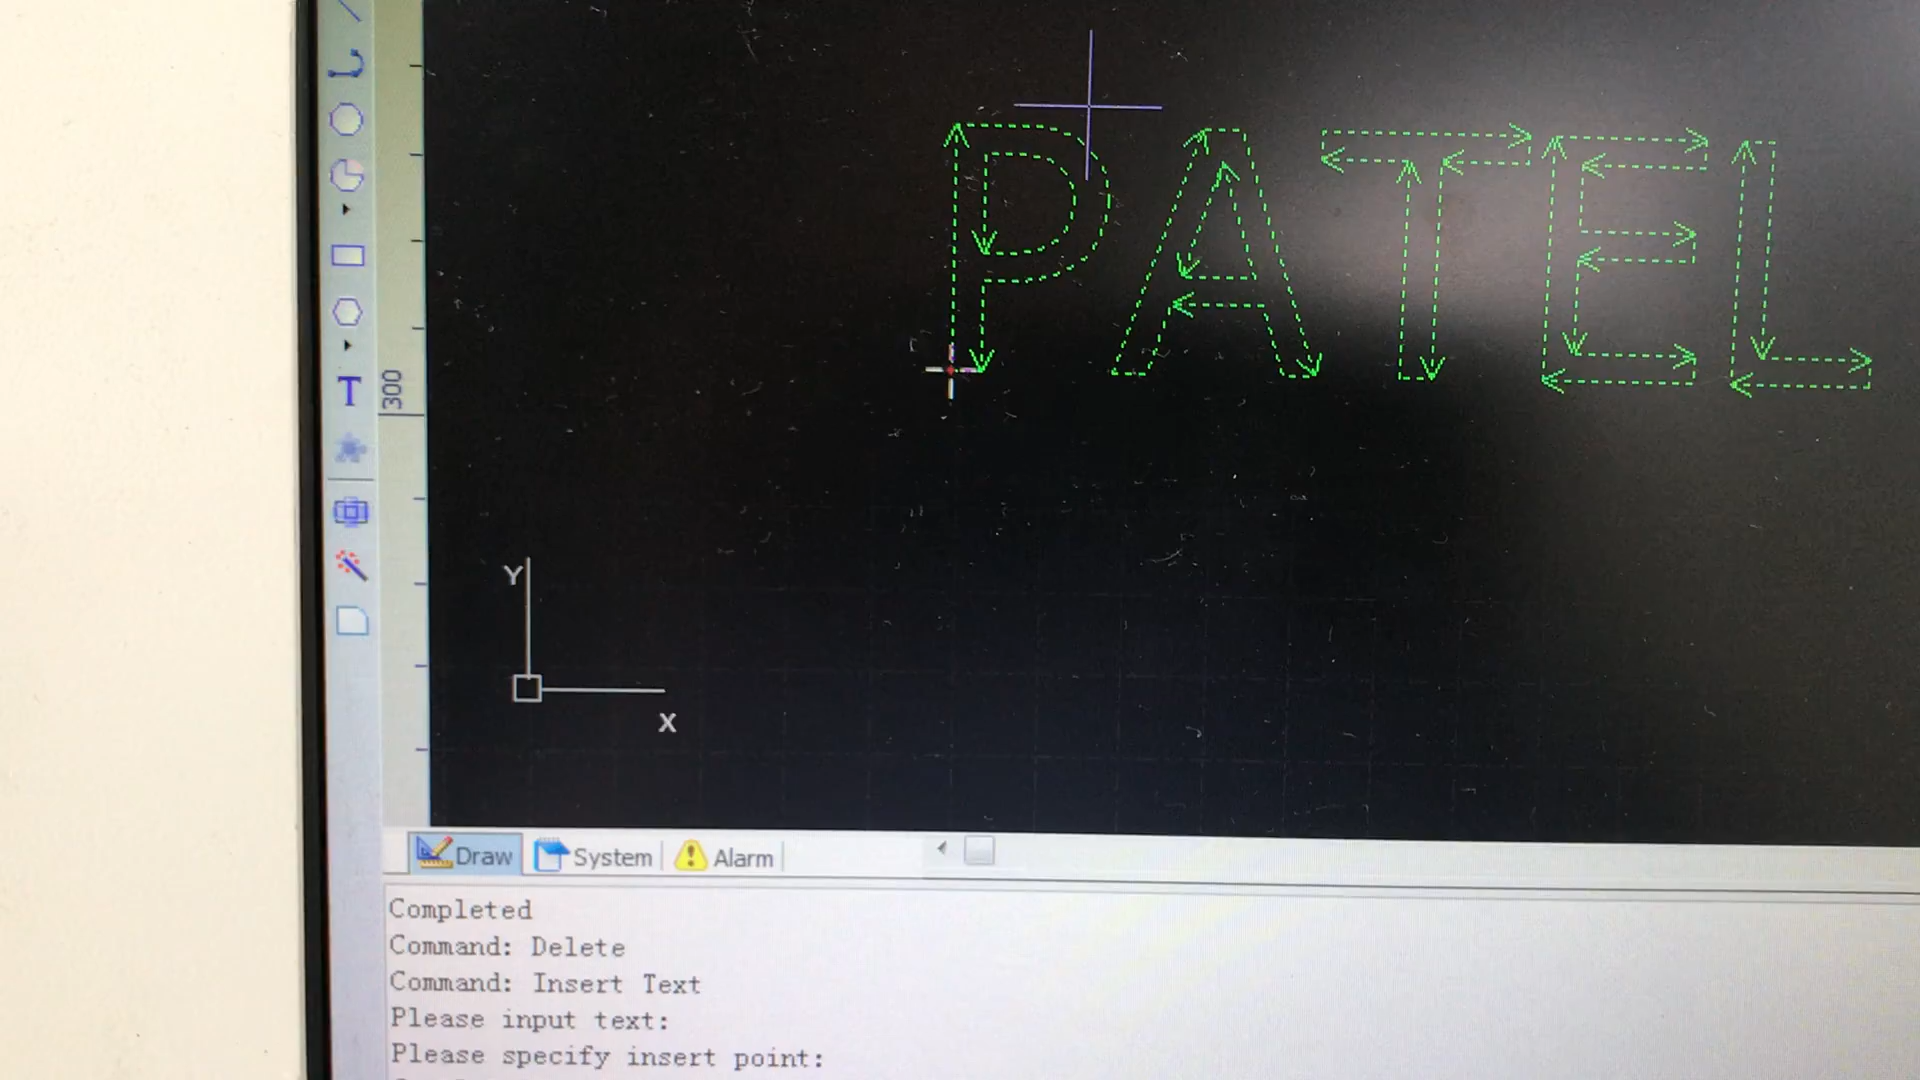 PATEL
T
300
Y
X
Draw System Alarm
Completed
Command: Delete
Command: Insert Text
Please input text:
Please specify insert point: